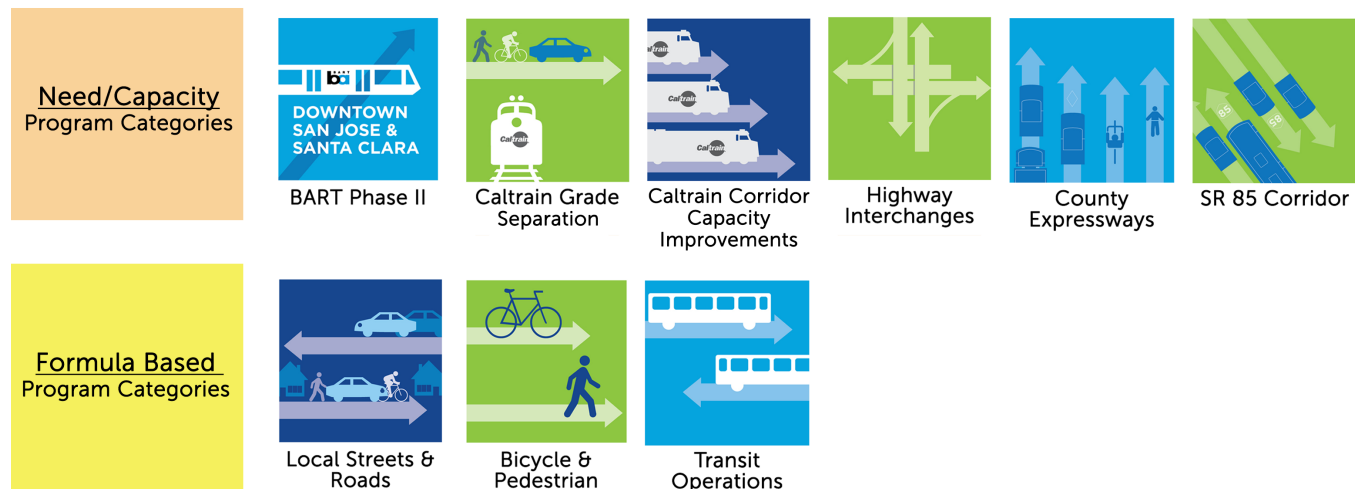 Need/Capacity
Program Categories
ba
DOWNTOWN
SAN JOSE &
SANTA CLARA
BART Phase II
Caltrain
Caltrain Grade
Separation
Caltrain
Caltrain
Caltrain
Caltrain Corridor
Capacity
Improvements
Highway
Interchanges
County
Expressways
85
85
SR 85 Corridor
Formula Based
Program Categories
Local Streets &
Roads
Bicycle &
Pedestrian
Transit
Operations